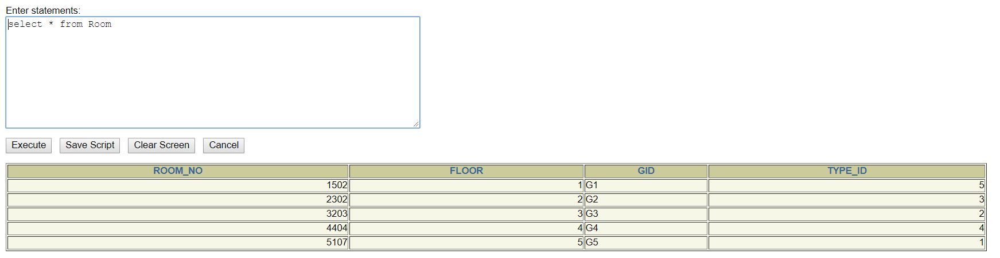 Enter statements:
select * from Room
Execute Save Script Clear Screen Cancel
ROOM_NO FLOOR GID TYPE_ID
1502 1 G1 5
2302 2 G2 3
3203 3 G3 2
4404 4 G4 4
5107 5 G5 1